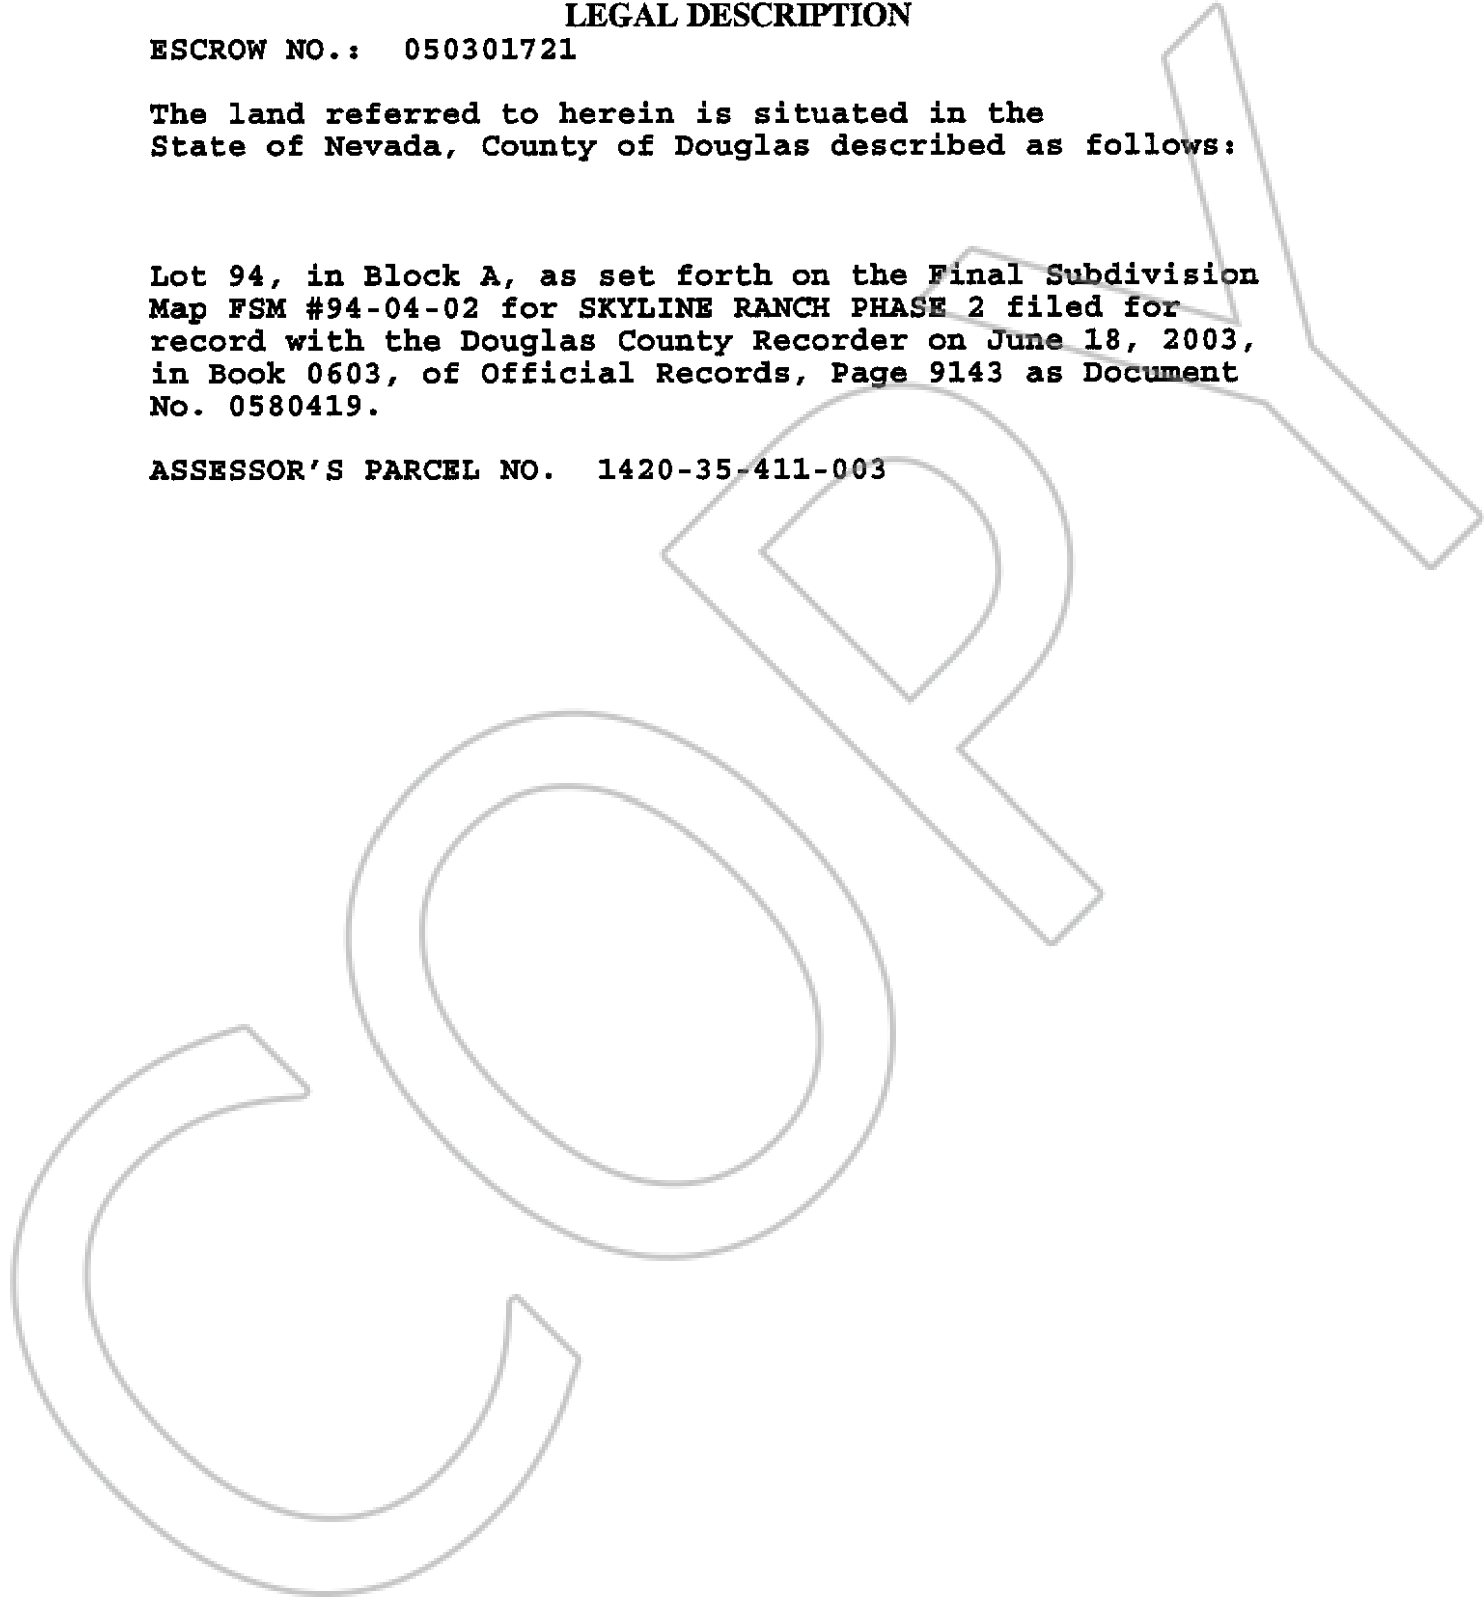 LEGAL DESCRIPTION
ESCROW NO.: 050301721
The land referred to herein is situated in the
State of Nevada, County of Douglas described as follows:
Lot 94, in Block A, as set forth on the Final Subdivision
Map FSM #94-04-02 for SKYLINE RANCH PHASE 2 filed for
record with the Douglas County Recorder on June 18, 2003,
in Book 0603, of Official Records, Page 9143 as Document
No. 0580419.
ASSESSOR'S PARCEL NO. 1420-35-411-003
COPY